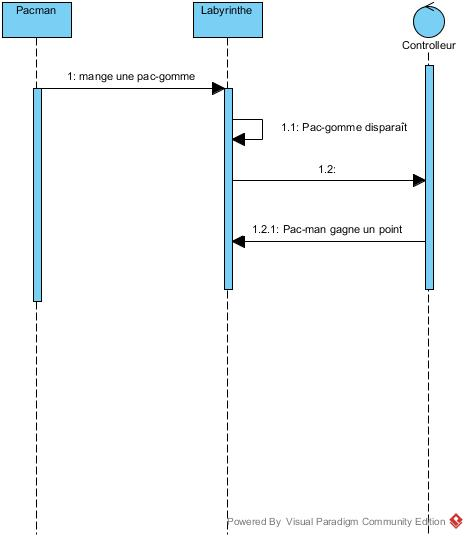 Pacman
Labyrinthe
Controlleur
1: mange une pac-gomme
1.1: Pac-gomme disparaît
1.2:
1.2.1: Pac-man gagne un point
Powered By Visual Paradigm Community Edition